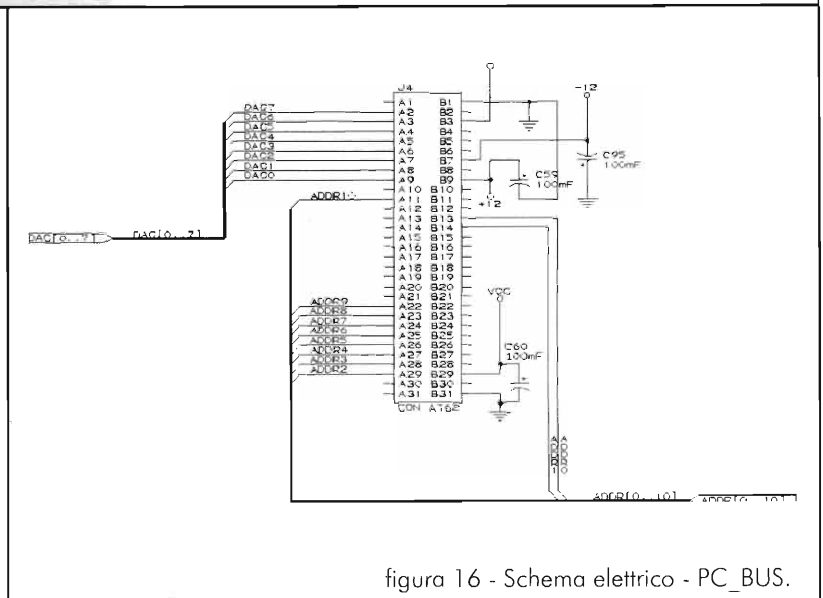 J4
-12
DAC7
DAC6
DAC5
DAC4
DAC3
DAC2
DAC1
DAC0
A1 B1
A2 B2
A3 B3
A4 B4
A5 B5
A6 B6
A7 B7
A8 B8
A9 B9
A10 B10
A11 B11
A12 B12
A13 B13
A14 B14
A15 B15
A16 B16
A17 B17
A18 B18
A19 B19
A20 B20
A21 B21
A22 B22
A23 B23
A24 B24
A25 B25
A26 B26
A27 B27
A28 B28
A29 B29
A30 B30
A31 B31
CON AT62
C95
100mF
C59
100mF
+12
DAC[0..7]
DAC[0..7]
VCC
C60
100mF
ADDR9
ADDR8
ADDR7
ADDR6
ADDR5
ADDR4
ADDR3
ADDR2
ADDR1
ADDR0
ADDR[0..10]
ADDR[0..10]
figura 16 - Schema elettrico - PC_BUS.